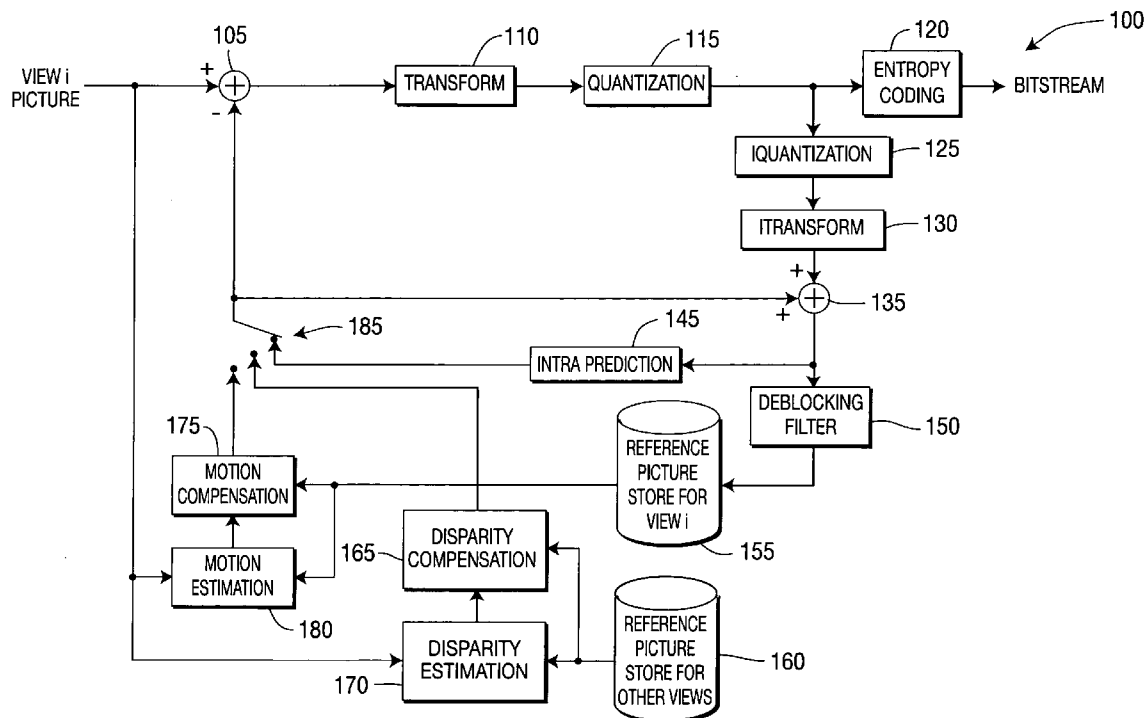 100
105
110
115
120
VIEW i
PICTURE
+
-
TRANSFORM
QUANTIZATION
ENTROPY
CODING
BITSTREAM
IQUANTIZATION
125
ITRANSFORM
130
+
+
135
185
145
INTRA PREDICTION
DEBLOCKING
FILTER
150
175
MOTION
COMPENSATION
REFERENCE
PICTURE
STORE FOR
VIEW i
155
165
DISPARITY
COMPENSATION
MOTION
ESTIMATION
180
170
DISPARITY
ESTIMATION
REFERENCE
PICTURE
STORE FOR
OTHER VIEWS
160